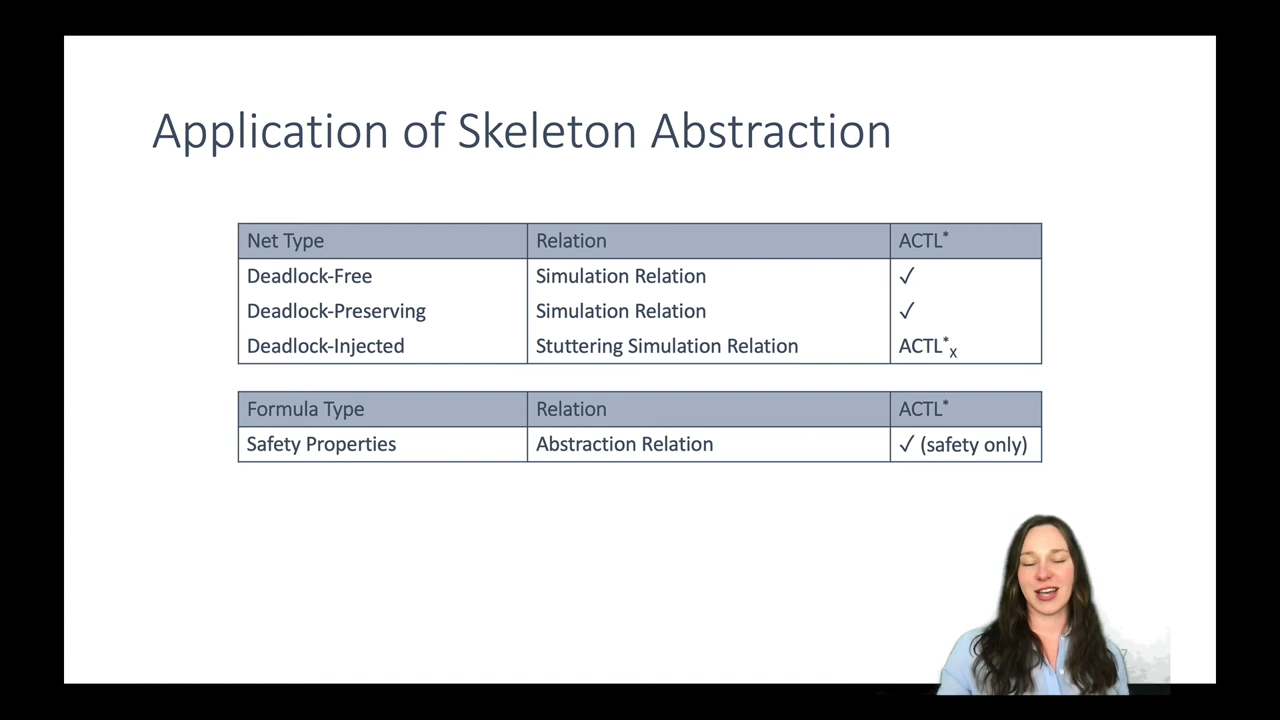 Application of Skeleton Abstraction
Net Type Relation ACTL*
Deadlock-Free Simulation Relation ✓
Deadlock-Preserving Simulation Relation ✓
Deadlock-Injected Stuttering Simulation Relation ACTL*x
Formula Type Relation ACTL*
Safety Properties Abstraction Relation ✓ (safety only)
7